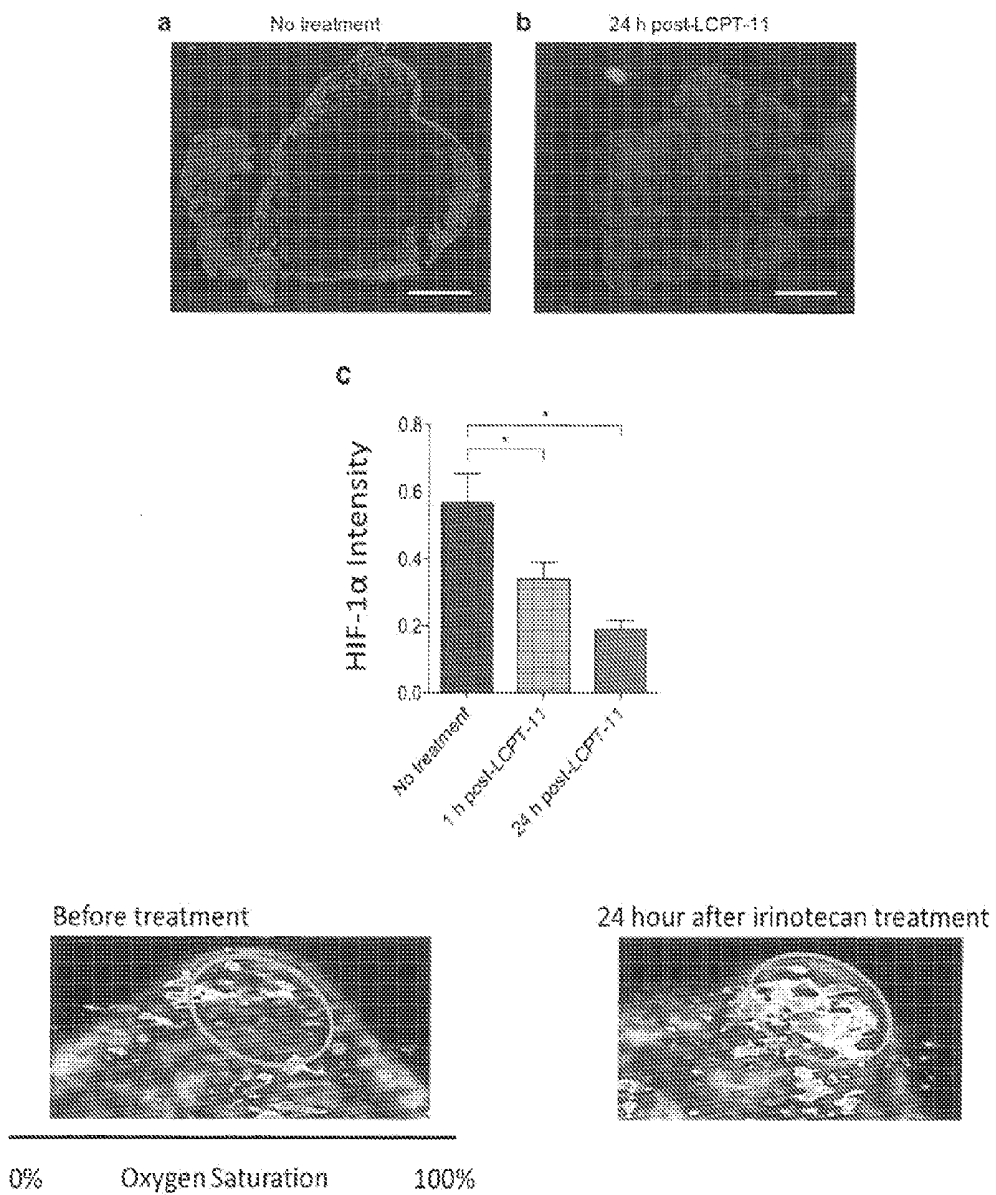 a No treatment
b 24 h post-LCPT-11
c
HIF-1α Intensity
0.8
0.6
0.4
0.2
0.0
*
*
No treatment
1 h post-LCPT-11
24 h post-LCPT-11
Before treatment
24 hour after irinotecan treatment
0% Oxygen Saturation 100%